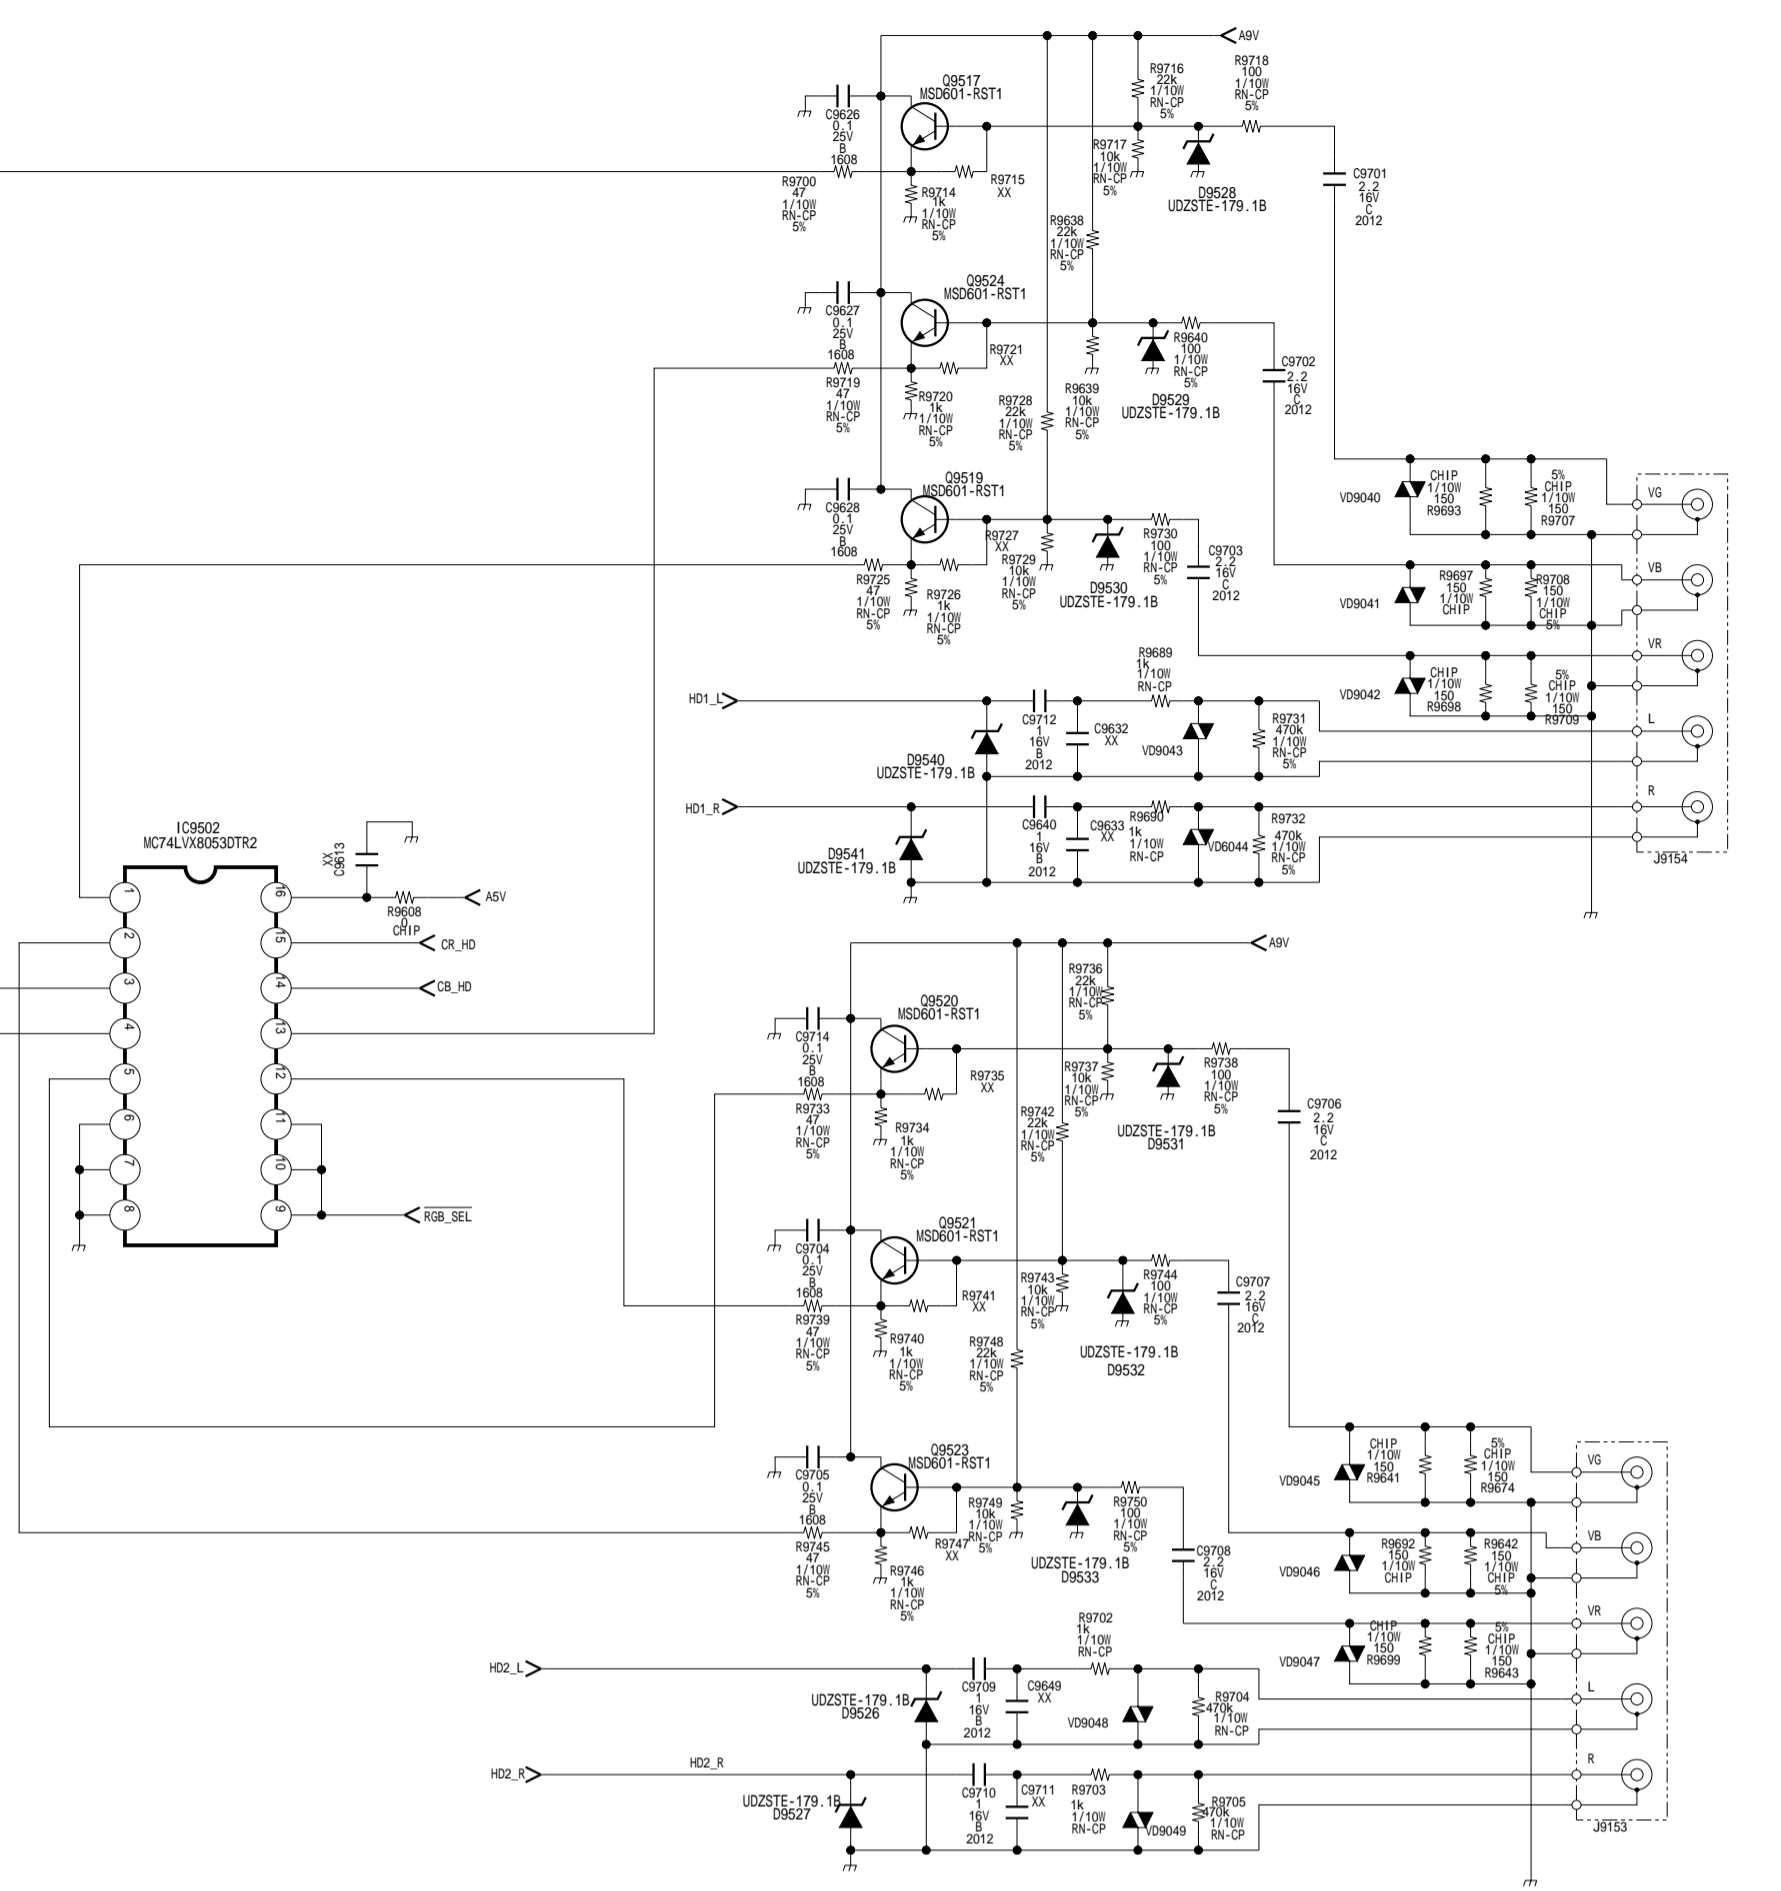 A9V
R9718
100
1/10W
RN-CP
5%
R9716
22k
1/10W
RN-CP
5%
Q9517
MSD601-RST1
C9626
0.1
25V
B
1608
R9717
10k
1/10W
RN-CP
5%
R9700
47
1/10W
RN-CP
5%
R9714
1k
1/10W
RN-CP
5%
R9715
XX
D9528
UDZSTE-179.1B
C9701
2.2
16V
C
2012
R9638
22k
1/10W
RN-CP
5%
Q9524
MSD601-RST1
C9627
0.1
25V
B
1608
R9721
XX
R9719
47
1/10W
RN-CP
5%
R9720
1k
1/10W
RN-CP
5%
R9728
22k
1/10W
RN-CP
5%
R9639
10k
1/10W
RN-CP
5%
R9640
100
1/10W
RN-CP
5%
D9529
UDZSTE-179.1B
C9702
2.2
16V
C
2012
Q9519
MSD601-RST1
C9628
0.1
25V
B
1608
R9727
XX
R9725
47
1/10W
RN-CP
5%
R9726
1k
1/10W
RN-CP
5%
R9729
10k
1/10W
RN-CP
5%
R9730
100
1/10W
RN-CP
5%
D9530
UDZSTE-179.1B
C9703
2.2
16V
C
2012
VD9040
CHIP
1/10W
150
R9693
5%
CHIP
1/10W
150
R9707
VG
VD9041
R9697
150
1/10W
CHIP
R9708
150
1/10W
CHIP
5%
VB
VD9042
CHIP
1/10W
150
R9698
5%
CHIP
1/10W
150
R9709
VR
HD1_L
D9540
UDZSTE-179.1B
C9712
1
16V
B
2012
C9632
XX
R9689
1k
1/10W
RN-CP
VD9043
R9731
470k
1/10W
RN-CP
5%
L
HD1_R
D9541
UDZSTE-179.1B
C9640
1
16V
B
2012
C9633
XX
R9690
1k
1/10W
RN-CP
VD6044
R9732
470k
1/10W
RN-CP
5%
R
J9154
IC9502
MC74LVX8053DTR2
XX
C9613
1
2
3
4
5
6
7
8
16
15
14
13
12
11
10
9
R9608
0
CHIP
A5V
CR_HD
CB_HD
RGB_SEL
A9V
R9736
22k
1/10W
RN-CP
5%
Q9520
MSD601-RST1
C9714
0.1
25V
B
1608
R9735
XX
R9733
47
1/10W
RN-CP
5%
R9734
1k
1/10W
RN-CP
5%
R9737
10k
1/10W
RN-CP
5%
R9738
100
1/10W
RN-CP
5%
UDZSTE-179.1B
D9531
C9706
2.2
16V
C
2012
R9742
22k
1/10W
RN-CP
5%
Q9521
MSD601-RST1
C9704
0.1
25V
B
1608
R9741
XX
R9739
47
1/10W
RN-CP
5%
R9740
1k
1/10W
RN-CP
5%
R9743
10k
1/10W
RN-CP
5%
R9744
100
1/10W
RN-CP
5%
UDZSTE-179.1B
D9532
C9707
2.2
16V
C
2012
R9748
22k
1/10W
RN-CP
5%
Q9523
MSD601-RST1
C9705
0.1
25V
B
1608
R9747
XX
R9745
47
1/10W
RN-CP
5%
R9746
1k
1/10W
RN-CP
5%
R9749
10k
1/10W
RN-CP
5%
R9750
100
1/10W
RN-CP
5%
UDZSTE-179.1B
D9533
C9708
2.2
16V
C
2012
VD9045
CHIP
1/10W
150
R9641
5%
CHIP
1/10W
150
R9674
VG
VD9046
R9692
150
1/10W
CHIP
R9642
150
1/10W
CHIP
5%
VB
VD9047
CHIP
1/10W
150
R9699
5%
CHIP
1/10W
150
R9643
VR
HD2_L
UDZSTE-179.1B
D9526
C9709
1
16V
B
2012
C9649
XX
R9702
1k
1/10W
RN-CP
VD9048
R9704
470k
1/10W
RN-CP
L
HD2_R
HD2_R
UDZSTE-179.1B
D9527
C9710
1
16V
B
2012
C9711
XX
R9703
1k
1/10W
RN-CP
VD9049
R9705
470k
1/10W
RN-CP
R
J9153